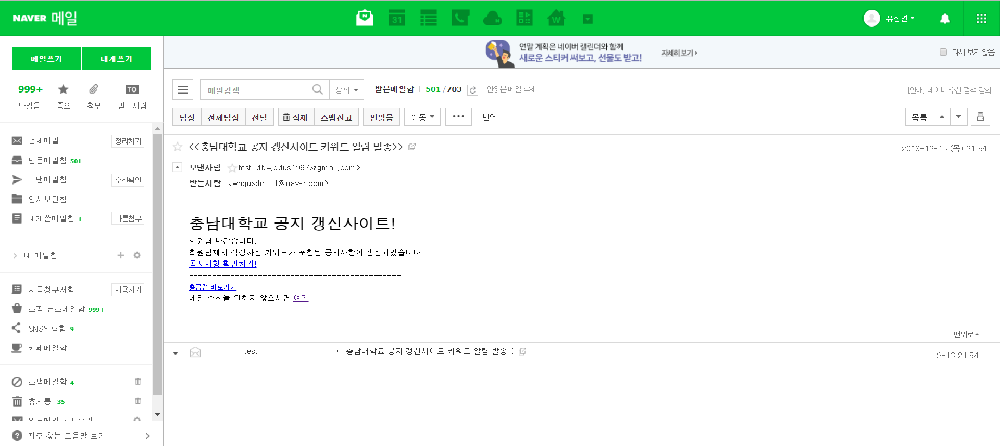 NAVER 메일
31
N
₩
유정연
메일쓰기
내게쓰기
연말 계획은 네이버 캘린더와 함께
새로운 스티커 써보고, 선물도 받고!
자세히 보기
다시 보지 않음
999+
안읽음
중요
첨부
TO
받는사람
메일검색
상세
받은메일함
501/703
안읽은 메일 삭제
[안내] 네이버 수신 정책 강화
답장
전체답장
전달
삭제
스팸신고
안읽음
이동
번역
목록
전체메일
정리하기
받은메일함 501
보낸메일함
수신확인
임시보관함
내게쓴메일함 1
빠른첨부
내 메일함
자동청구서함
사용하기
쇼핑·뉴스메일함 999+
SNS알림함 9
카페메일함
스팸메일함 4
휴지통 35
외부메일 가져오기
자주 찾는 도움말 보기
<<충남대학교 공지 갱신사이트 키워드 알림 발송>>
2018-12-13 (목) 21:54
보낸사람 test<dbwjddus1997@gmail.com>
받는사람 <wnqusdml11@naver.com>
충남대학교 공지 갱신사이트!
회원님 반갑습니다.
회원님께서 작성하신 키워드가 포함된 공지사항이 갱신되었습니다.
공지사항 확인하기!
----------------------------------------------
충공갱 바로가기
메일 수신을 원하지 않으시면 여기
맨위로
test
<<충남대학교 공지 갱신사이트 키워드 알림 발송>>
12-13 21:54